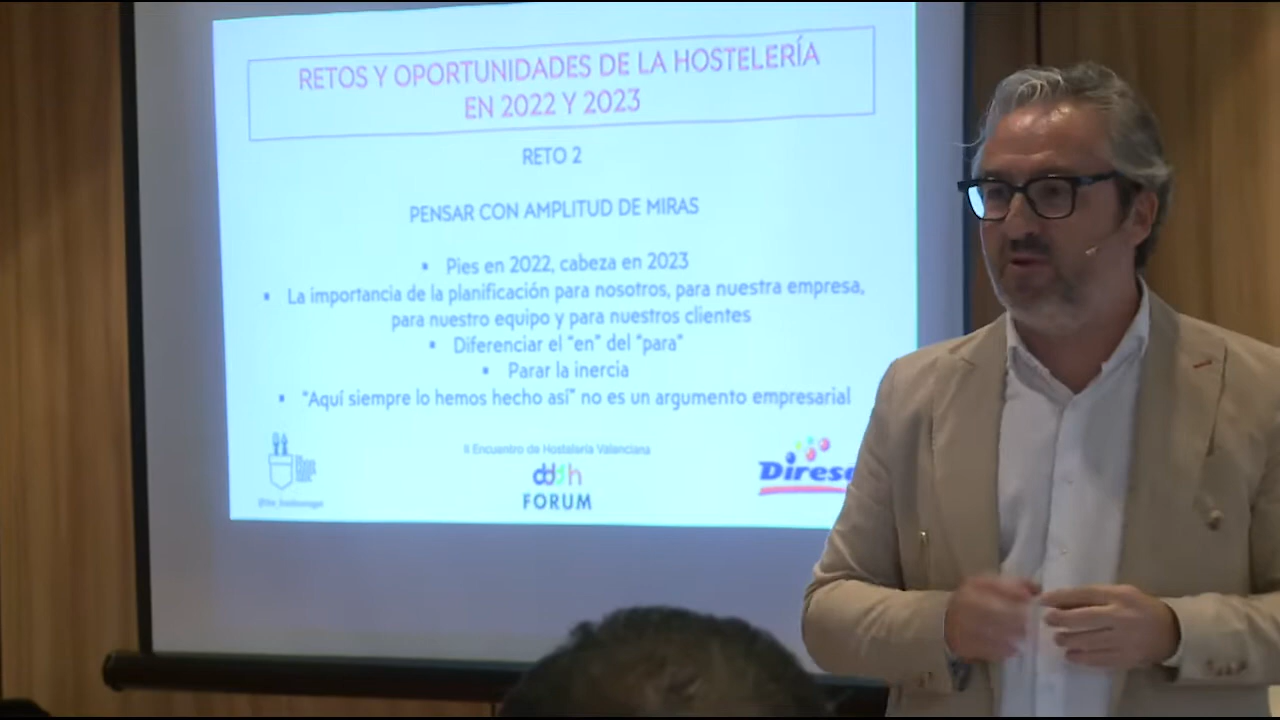 RETOS Y OPORTUNIDADES DE LA HOSTELERÍA
EN 2022 Y 2023
RETO 2
PENSAR CON AMPLITUD DE MIRAS
▪ Pies en 2022, cabeza en 2023
▪ La importancia de la planificación para nosotros, para nuestra empresa,
para nuestro equipo y para nuestros clientes
▪ Diferenciar el "en" del "para"
▪ Parar la inercia
▪ "Aquí siempre lo hemos hecho así" no es un argumento empresarial
II Encuentro de Hostelería Valenciana
FORUM